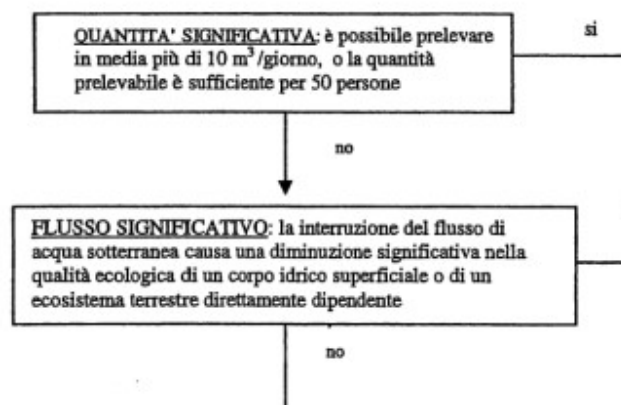 QUANTITA' SIGNIFICATIVA: è possibile prelevare
in media più di 10 m³/giorno, o la quantità
prelevabile è sufficiente per 50 persone
si
no
FLUSSO SIGNIFICATIVO: la interruzione del flusso di
acqua sotterranea causa una diminuzione significativa nella
qualità ecologica di un corpo idrico superficiale o di un
ecosistema terrestre direttamente dipendente
no